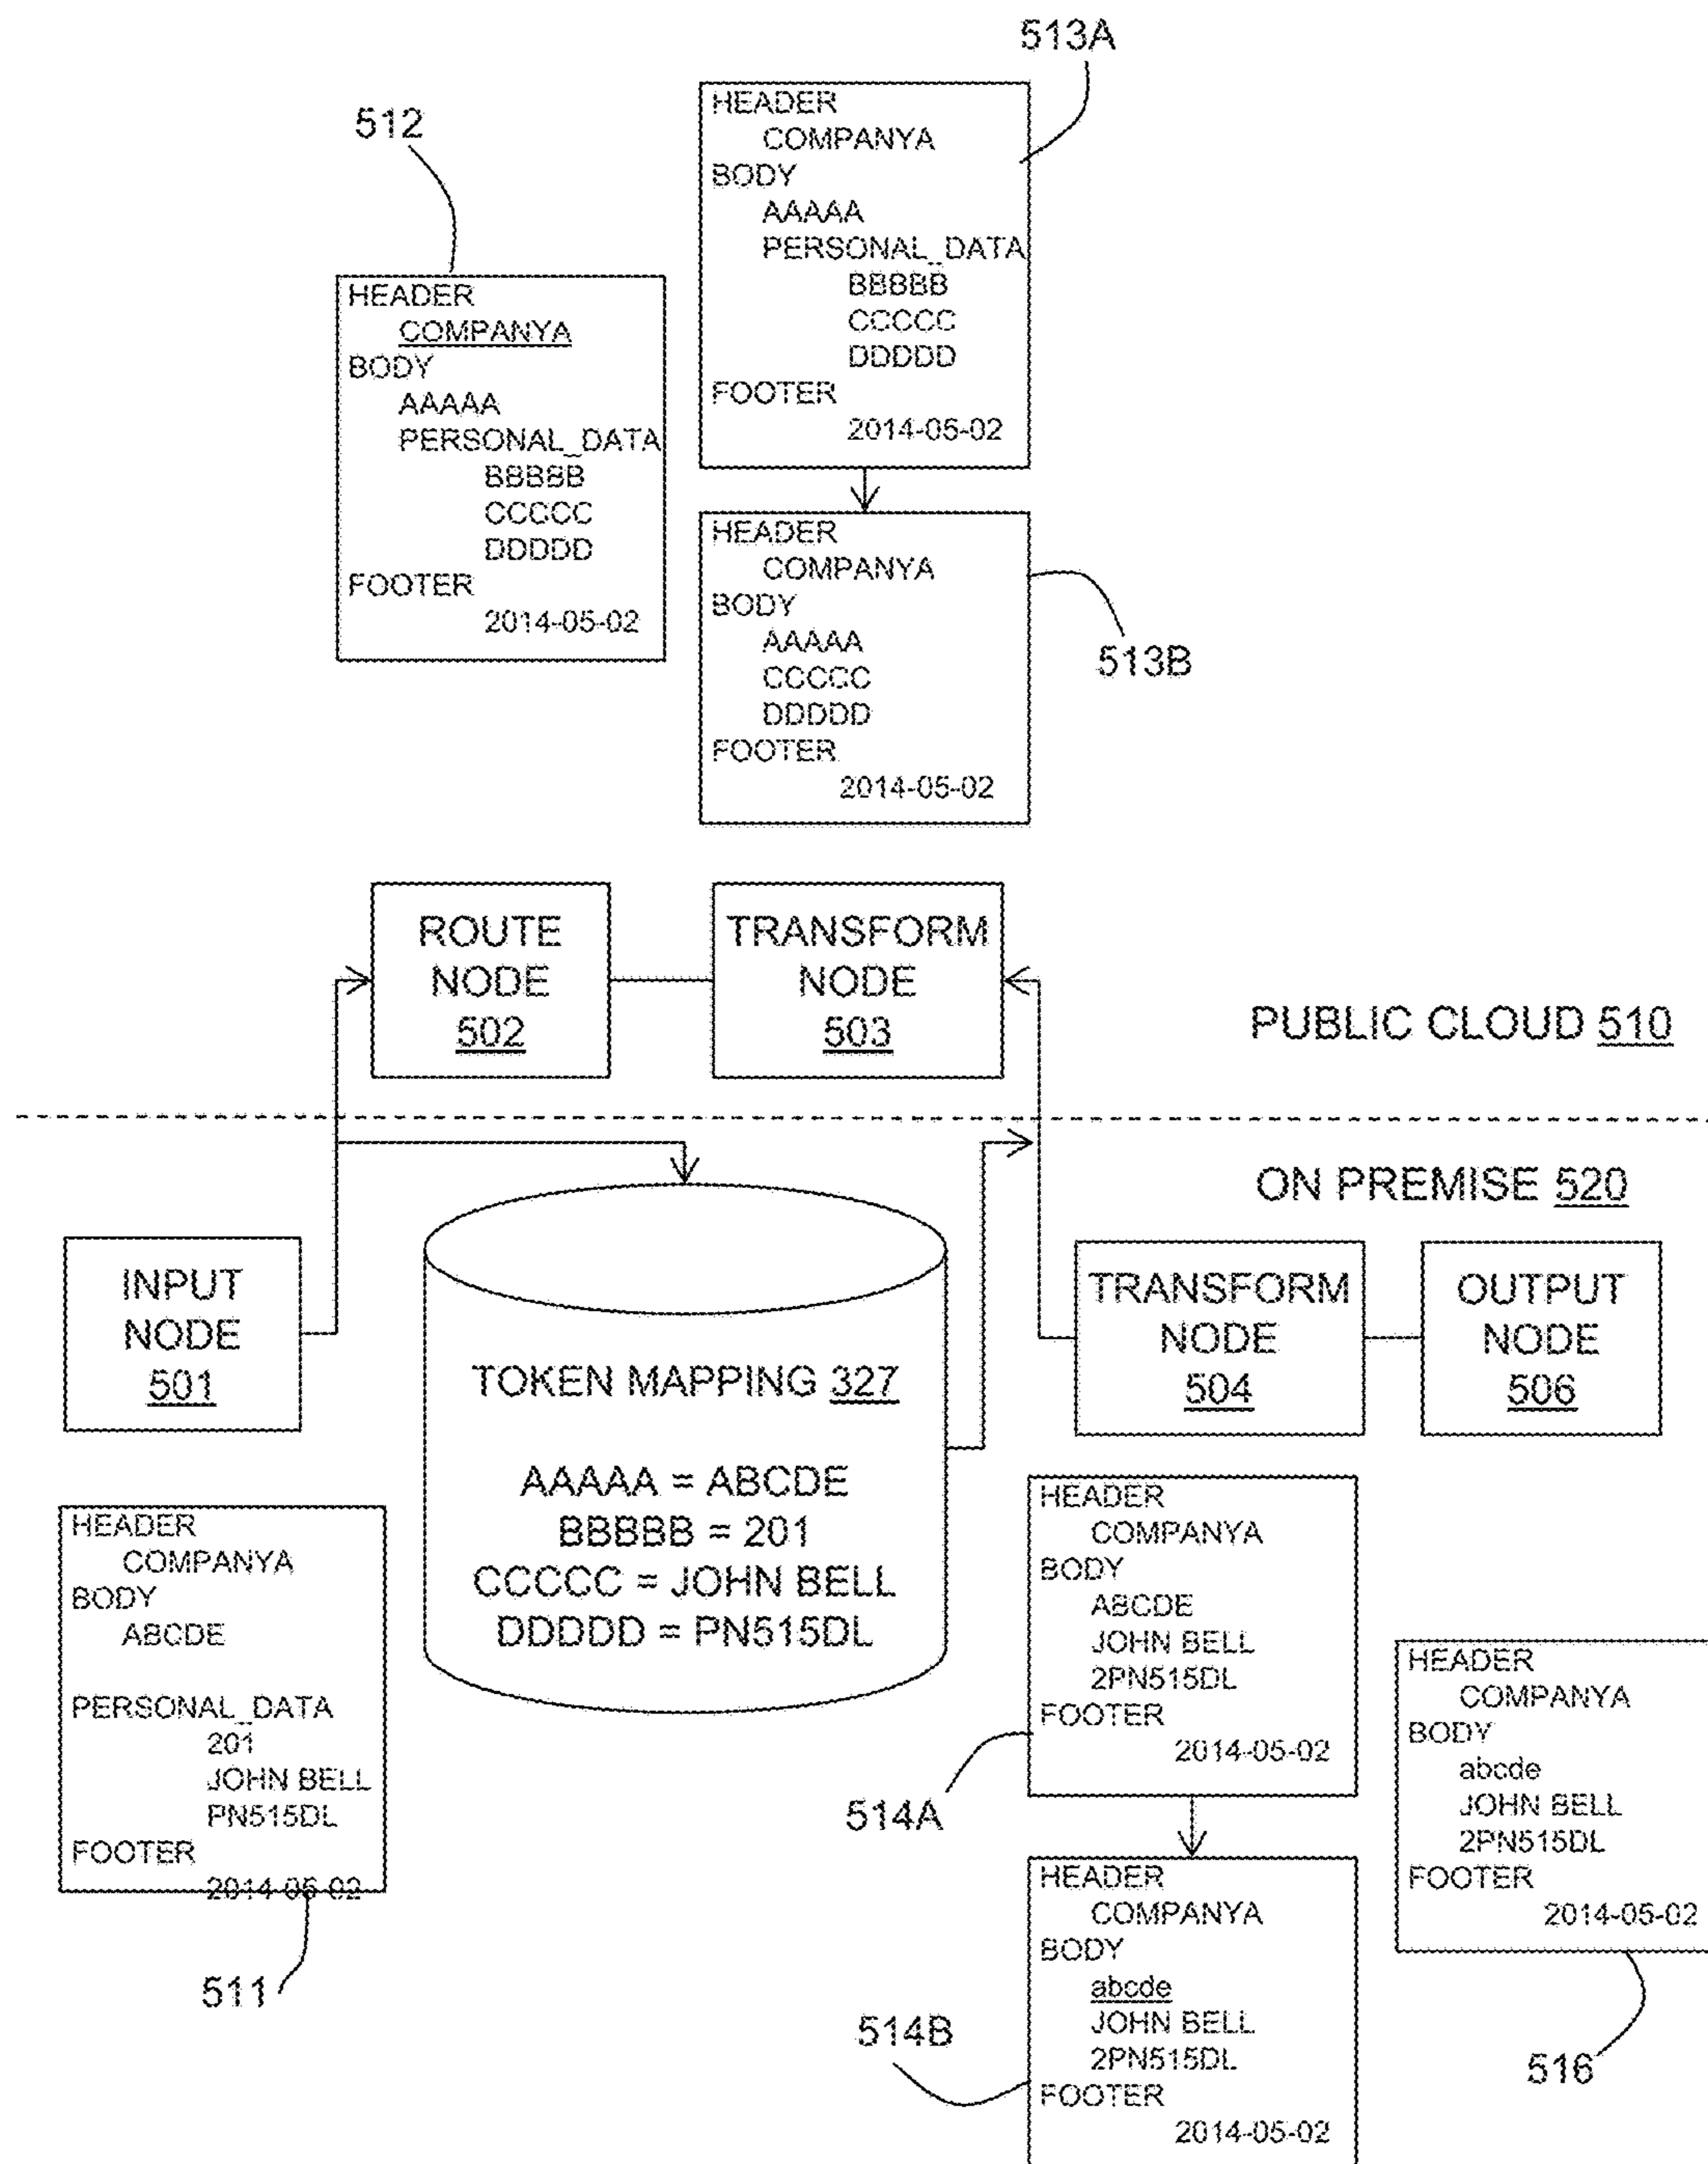 513A
HEADER
COMPANYA
BODY
AAAAA
PERSONAL_DATA
BBBBB
CCCCC
DDDDD
FOOTER
2014-05-02
512
HEADER
COMPANYA
BODY
AAAAA
PERSONAL_DATA
BBBBB
CCCCC
DDDDD
FOOTER
2014-05-02
HEADER
COMPANYA
BODY
AAAAA
CCCCC
DDDDD
FOOTER
2014-05-02
513B
ROUTE
NODE
502
TRANSFORM
NODE
503
PUBLIC CLOUD 510
ON PREMISE 520
INPUT
NODE
501
TOKEN MAPPING 327
AAAAA = ABCDE
BBBBB = 201
CCCCC = JOHN BELL
DDDDD = PN515DL
TRANSFORM
NODE
504
OUTPUT
NODE
506
HEADER
COMPANYA
BODY
ABCDE
PERSONAL_DATA
201
JOHN BELL
PN515DL
FOOTER
2014-05-02
511
HEADER
COMPANYA
BODY
ABCDE
JOHN BELL
2PN515DL
FOOTER
2014-05-02
514A
HEADER
COMPANYA
BODY
abcde
JOHN BELL
2PN515DL
FOOTER
2014-05-02
514B
HEADER
COMPANYA
BODY
abcde
JOHN BELL
2PN515DL
FOOTER
2014-05-02
516